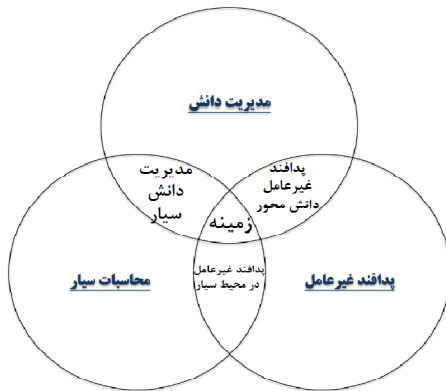 مدیریت دانش
پدافند
غیرعامل
دانش محور
مدیریت
دانش
سیار
زمینه
پدافند غیرعامل
در محیط سیار
پدافند غیرعامل
محاسبات سیار